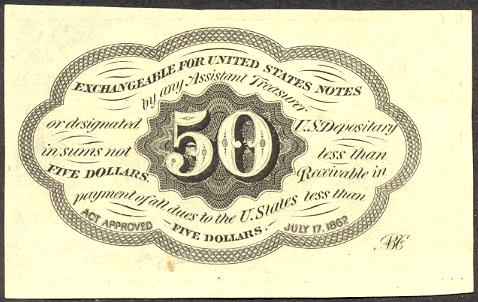 EXCHANGEABLE FOR UNITED STATES NOTES
by any Assistant Treasurer
or designated U.S. Depositary
in sums not less than
FIVE DOLLARS. Receivable in
payment of all dues to the U. States less than
FIVE DOLLARS.
50
ACT APPROVED JULY 17, 1862